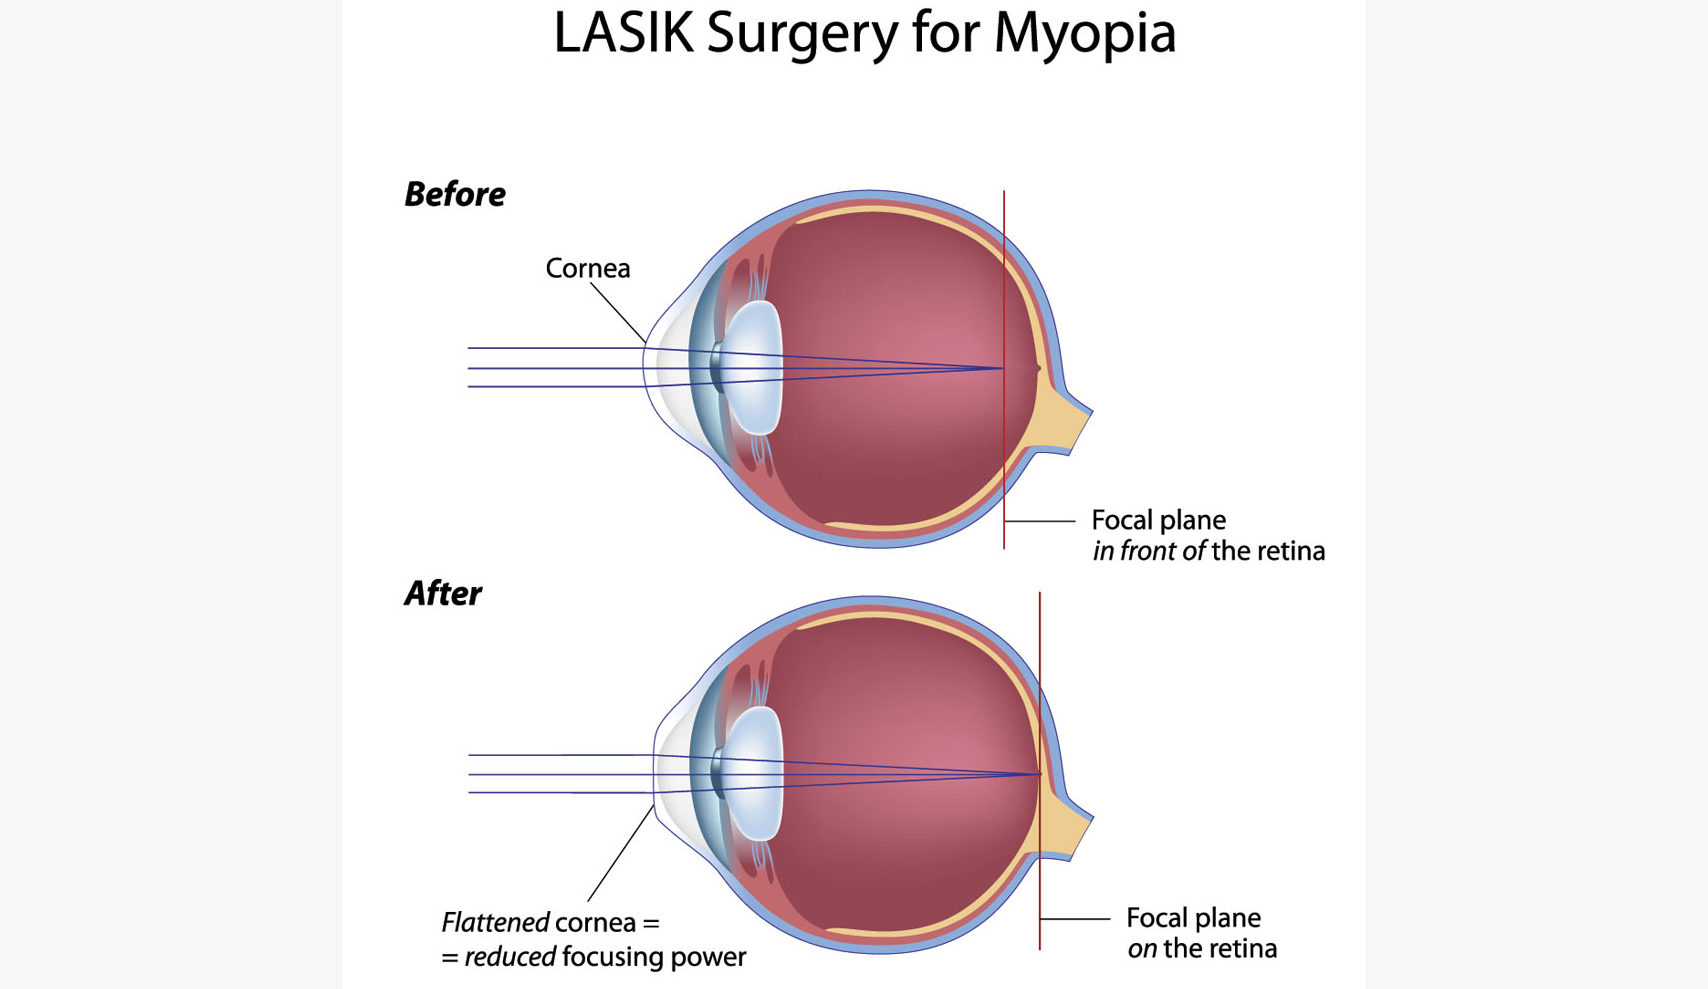 LASIK Surgery for Myopia
Before
Cornea
Focal plane
in front of the retina
After
Flattened cornea =
= reduced focusing power
Focal plane
on the retina